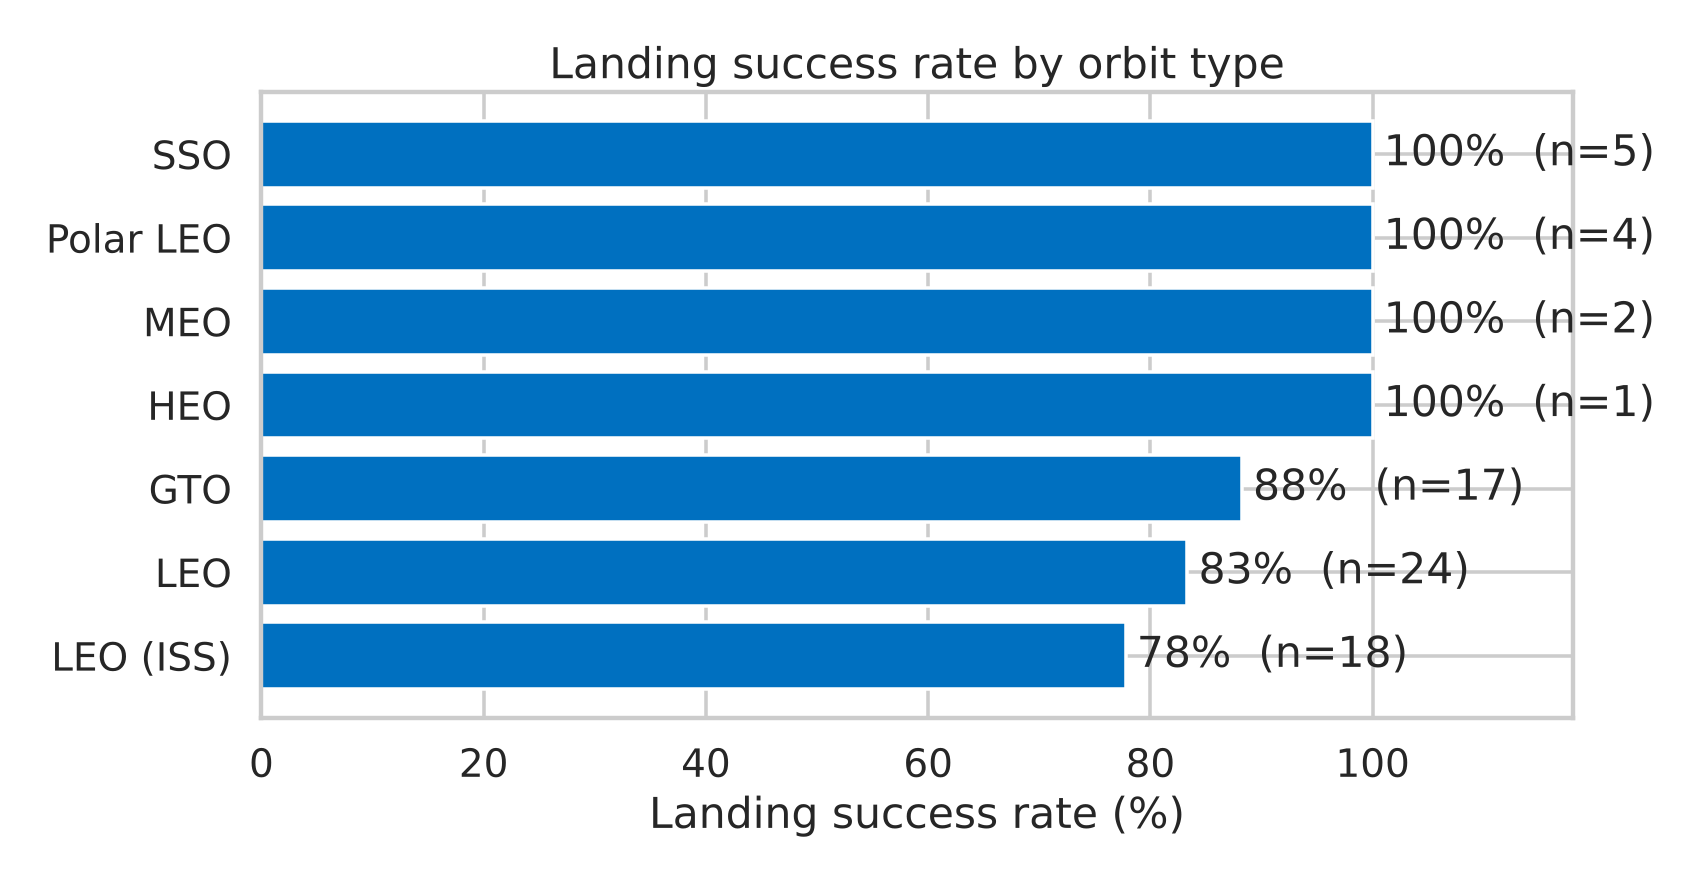 Landing success rate by orbit type
SSO 100% (n=5)
Polar LEO 100% (n=4)
MEO 100% (n=2)
HEO 100% (n=1)
GTO 88% (n=17)
LEO 83% (n=24)
LEO (ISS) 78% (n=18)
0 20 40 60 80 100
Landing success rate (%)